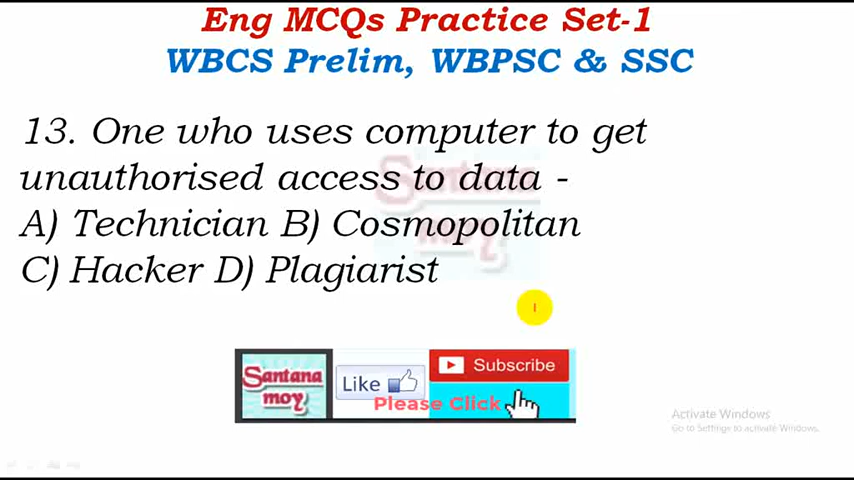 Eng MCQs Practice Set-1
WBCS Prelim, WBPSC & SSC
13. One who uses computer to get
unauthorised access to data -
A) Technician B) Cosmopolitan
C) Hacker D) Plagiarist
Santana
moy
Santana
moy
Like
Subscribe
Please Click
Activate Windows
Go to Settings to activate Windows.